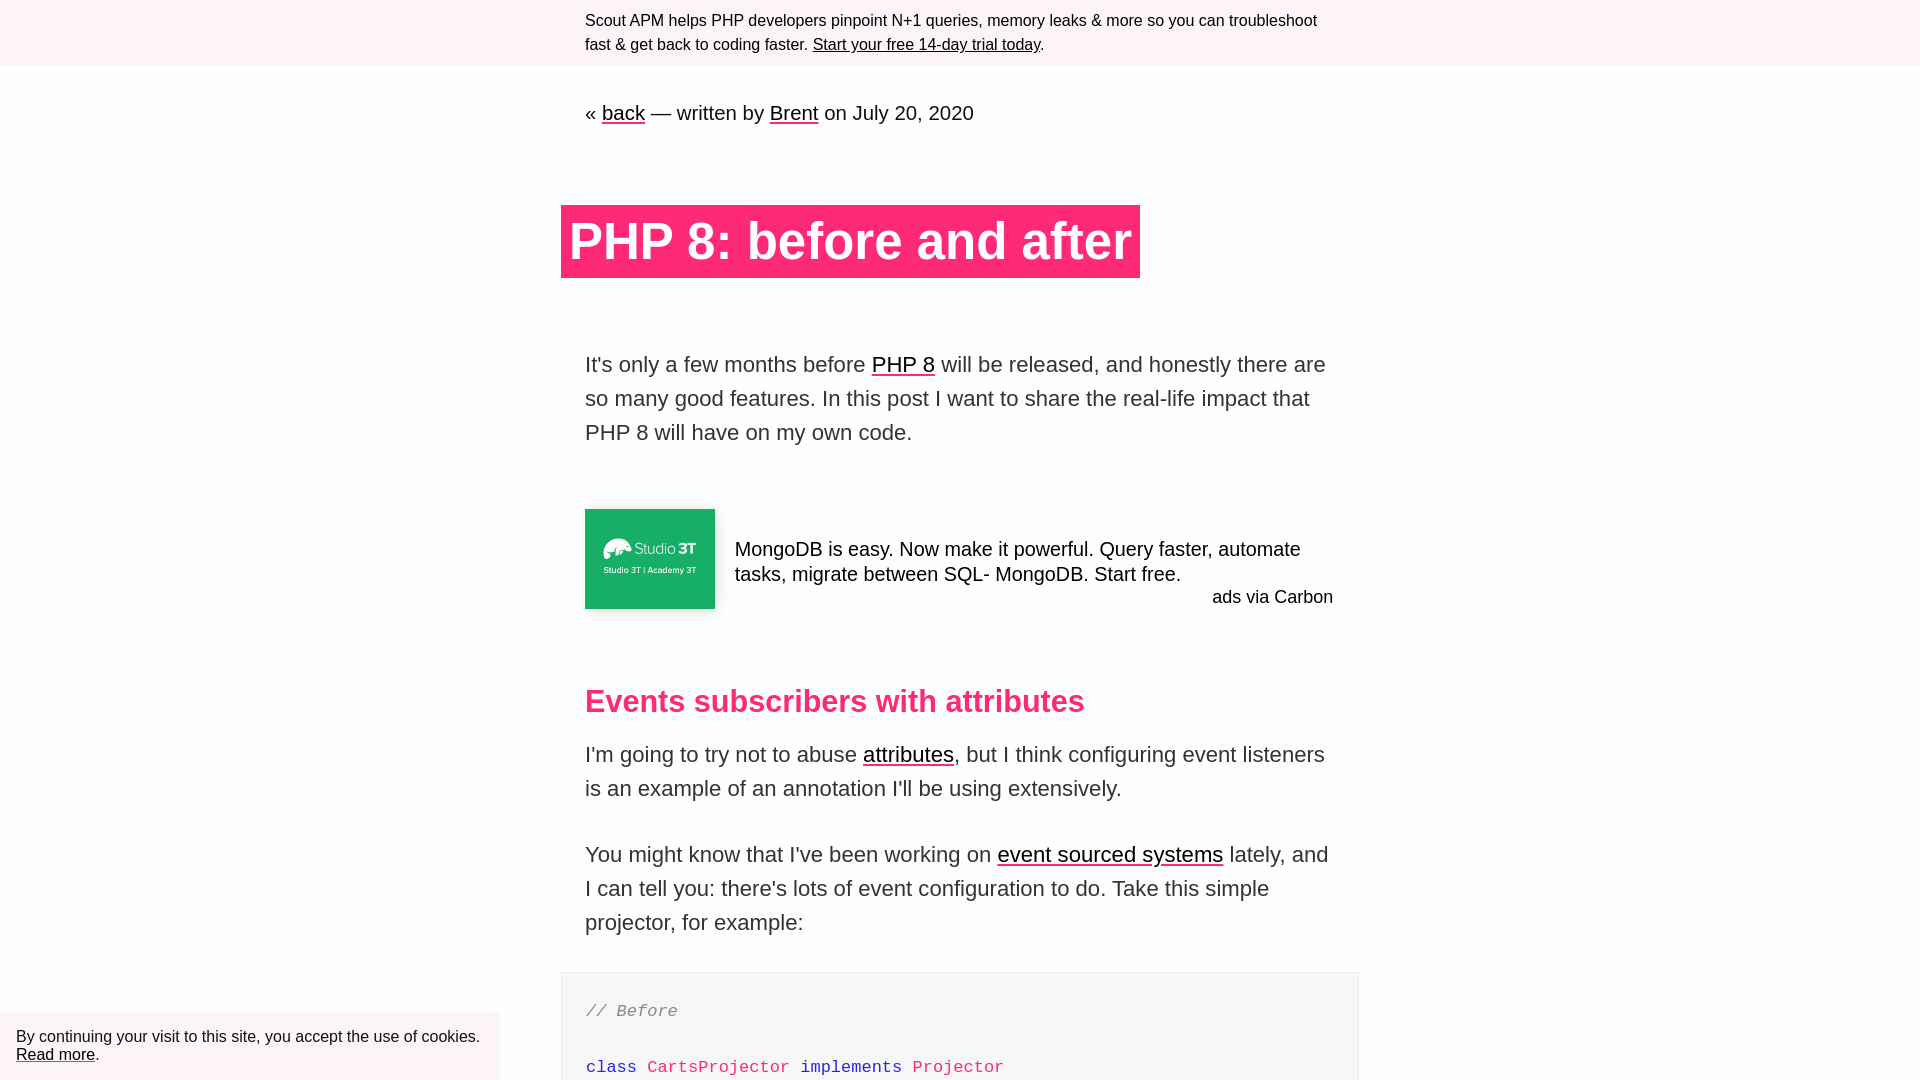 Scout APM helps PHP developers pinpoint N+1 queries, memory leaks & more so you can troubleshoot
fast & get back to coding faster. Start your free 14-day trial today.
« back — written by Brent on July 20, 2020
PHP 8: before and after
It's only a few months before PHP 8 will be released, and honestly there are
so many good features. In this post I want to share the real-life impact that
PHP 8 will have on my own code.
Studio 3T
Studio 3T | Academy 3T
MongoDB is easy. Now make it powerful. Query faster, automate
tasks, migrate between SQL- MongoDB. Start free.
ads via Carbon
Events subscribers with attributes
I'm going to try not to abuse attributes, but I think configuring event listeners
is an example of an annotation I'll be using extensively.
You might know that I've been working on event sourced systems lately, and
I can tell you: there's lots of event configuration to do. Take this simple
projector, for example:
// Before
class CartsProjector implements Projector
By continuing your visit to this site, you accept the use of cookies.
Read more.